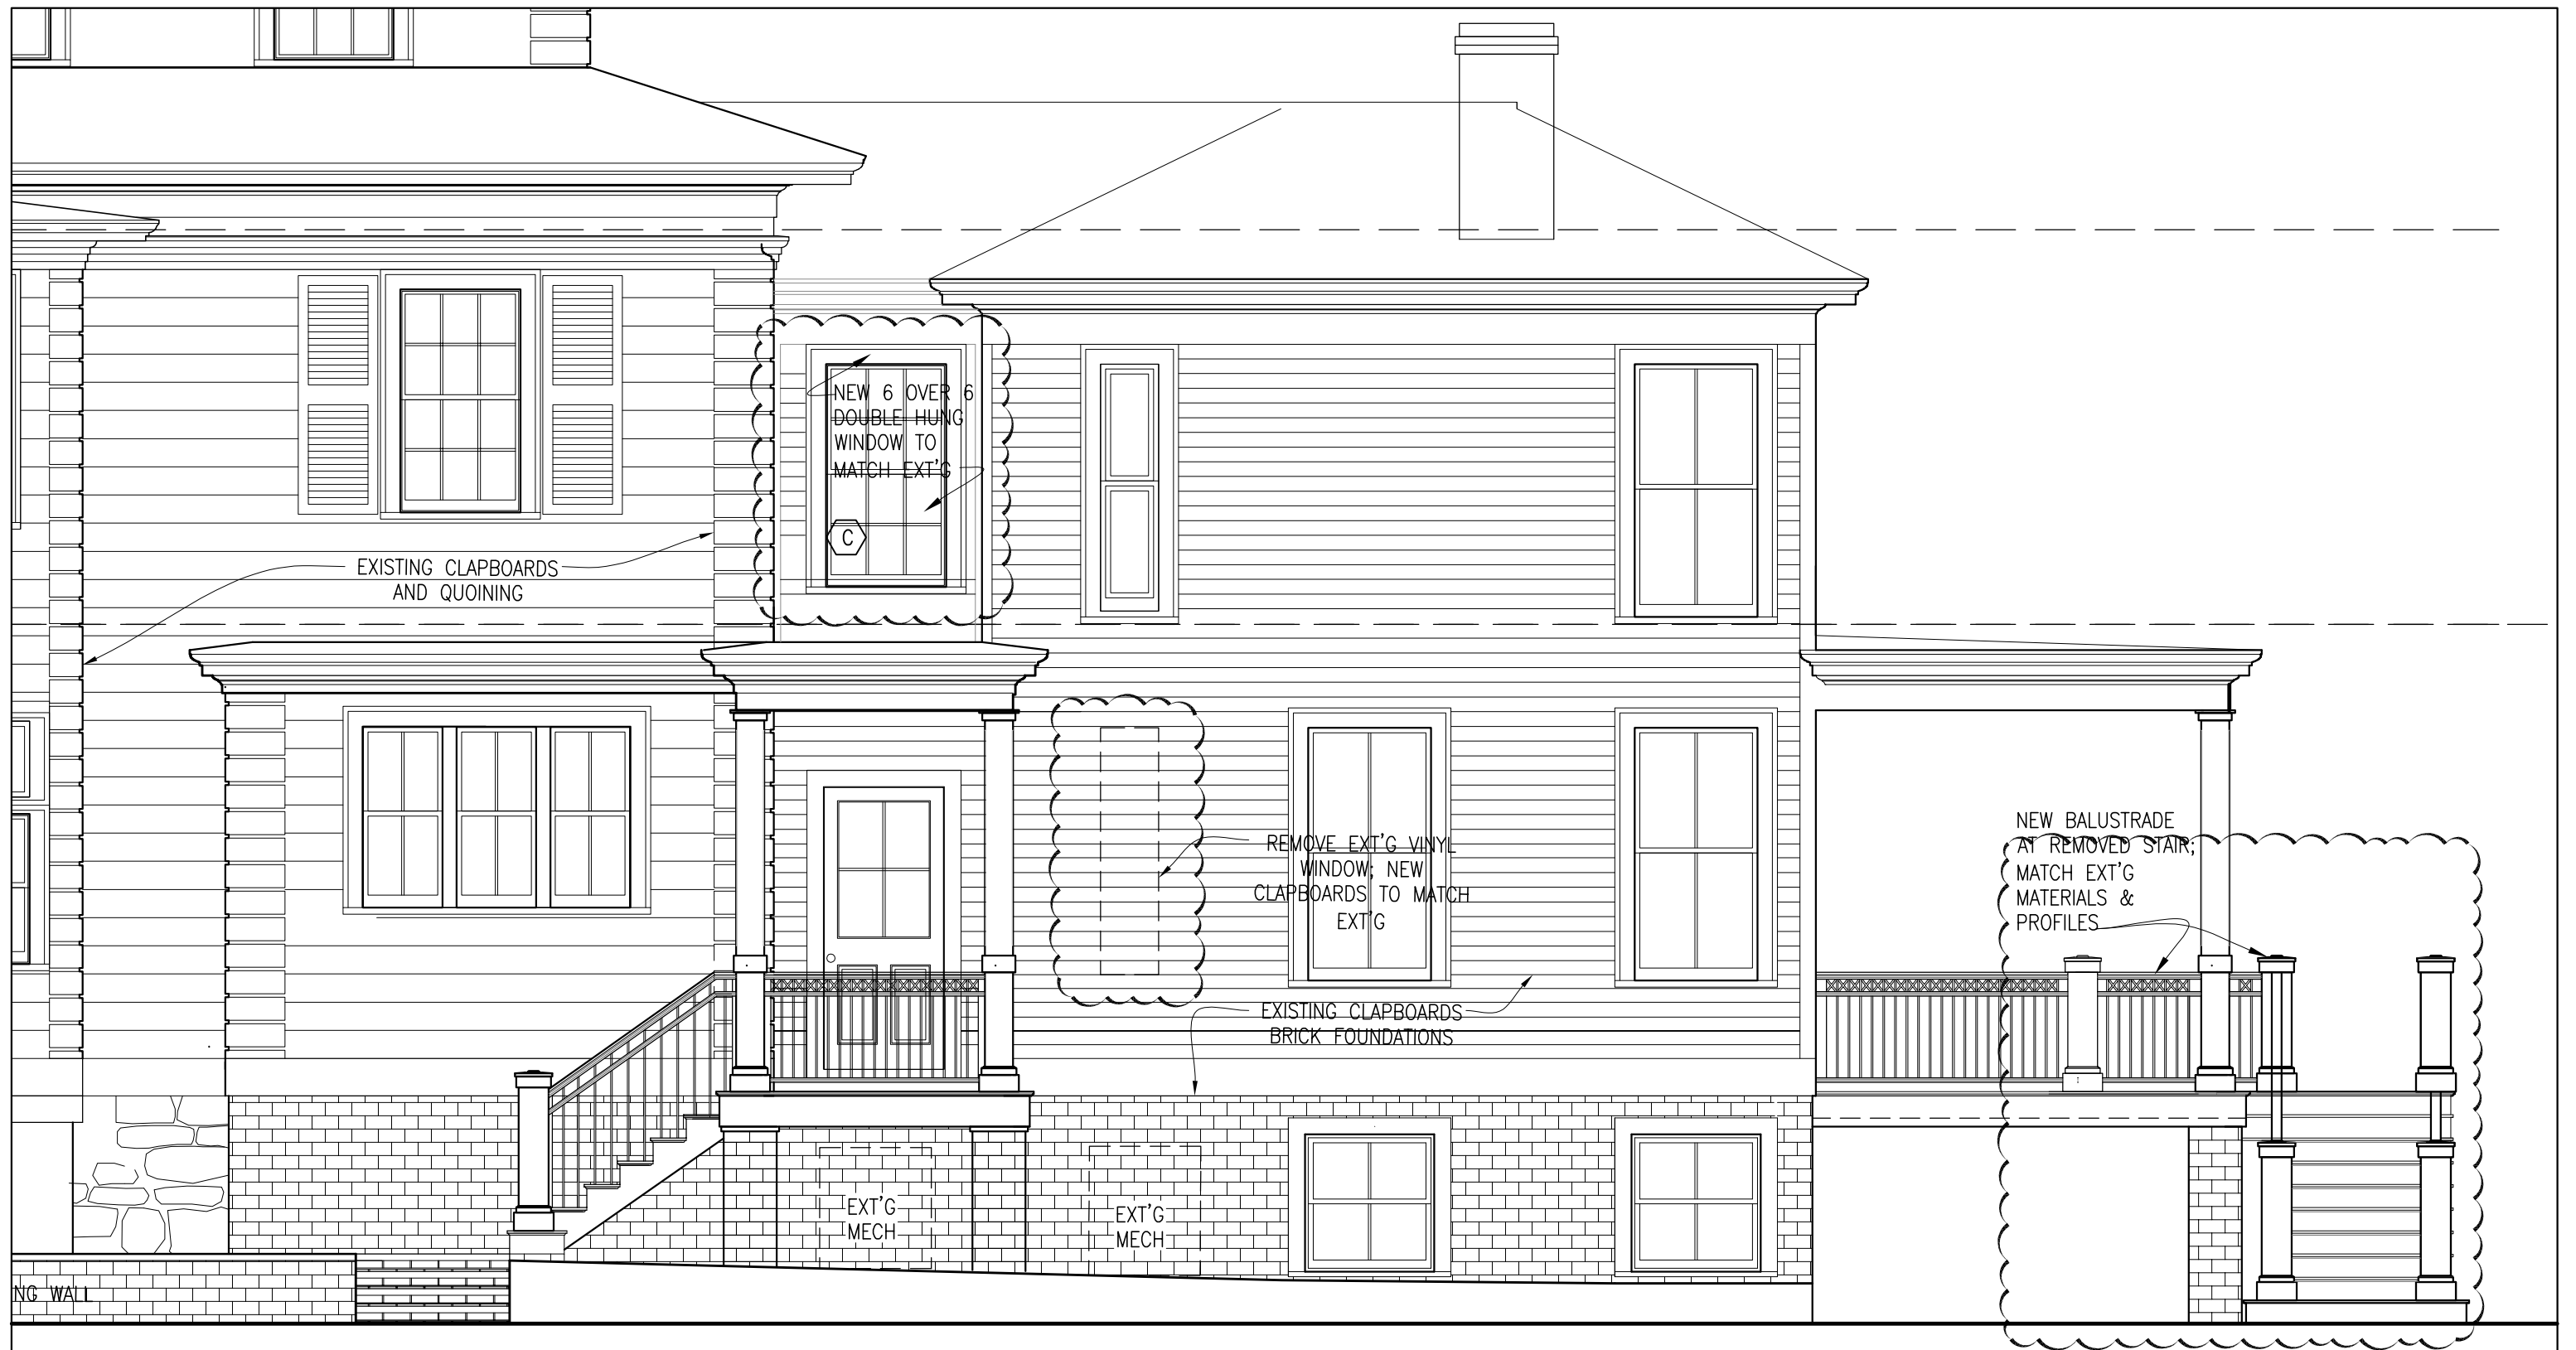 NEW 6 OVER 6
DOUBLE HUNG
WINDOW TO
MATCH EXT'G
C
EXISTING CLAPBOARDS
AND QUOINING
REMOVE EXT'G VINYL
WINDOW; NEW
CLAPBOARDS TO MATCH
EXT'G
NEW BALUSTRADE
AT REMOVED STAIR;
MATCH EXT'G
MATERIALS &
PROFILES
EXISTING CLAPBOARDS
BRICK FOUNDATIONS
EXT'G
MECH
EXT'G
MECH
NG WALL